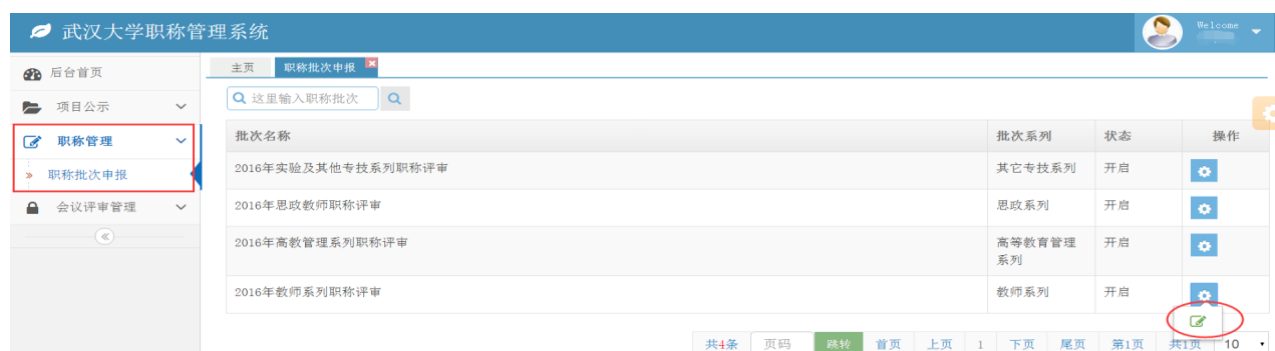 武汉大学职称管理系统
Welcome
后台首页
项目公示
职称管理
职称批次申报
会议评审管理
主页 职称批次申报
这里输入职称批次
批次名称 批次系列 状态 操作
2016年实验及其他专技系列职称评审 其它专技系列 开启
2016年思政教师职称评审 思政系列 开启
2016年高教管理系列职称评审 高等教育管理系列 开启
2016年教师系列职称评审 教师系列 开启
共4条 页码 跳转 首页 上页 1 下页 尾页 第1页 共1页 10